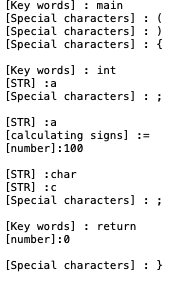 [Key words] : main
[Special characters] : (
[Special characters] : )
[Special characters] : {
[Key words] : int
[STR] :a
[Special characters] : ;
[STR] :a
[calculating signs] :=
[number]:100
[STR] :char
[STR] :c
[Special characters] : ;
[Key words] : return
[number]:0
[Special characters] : }